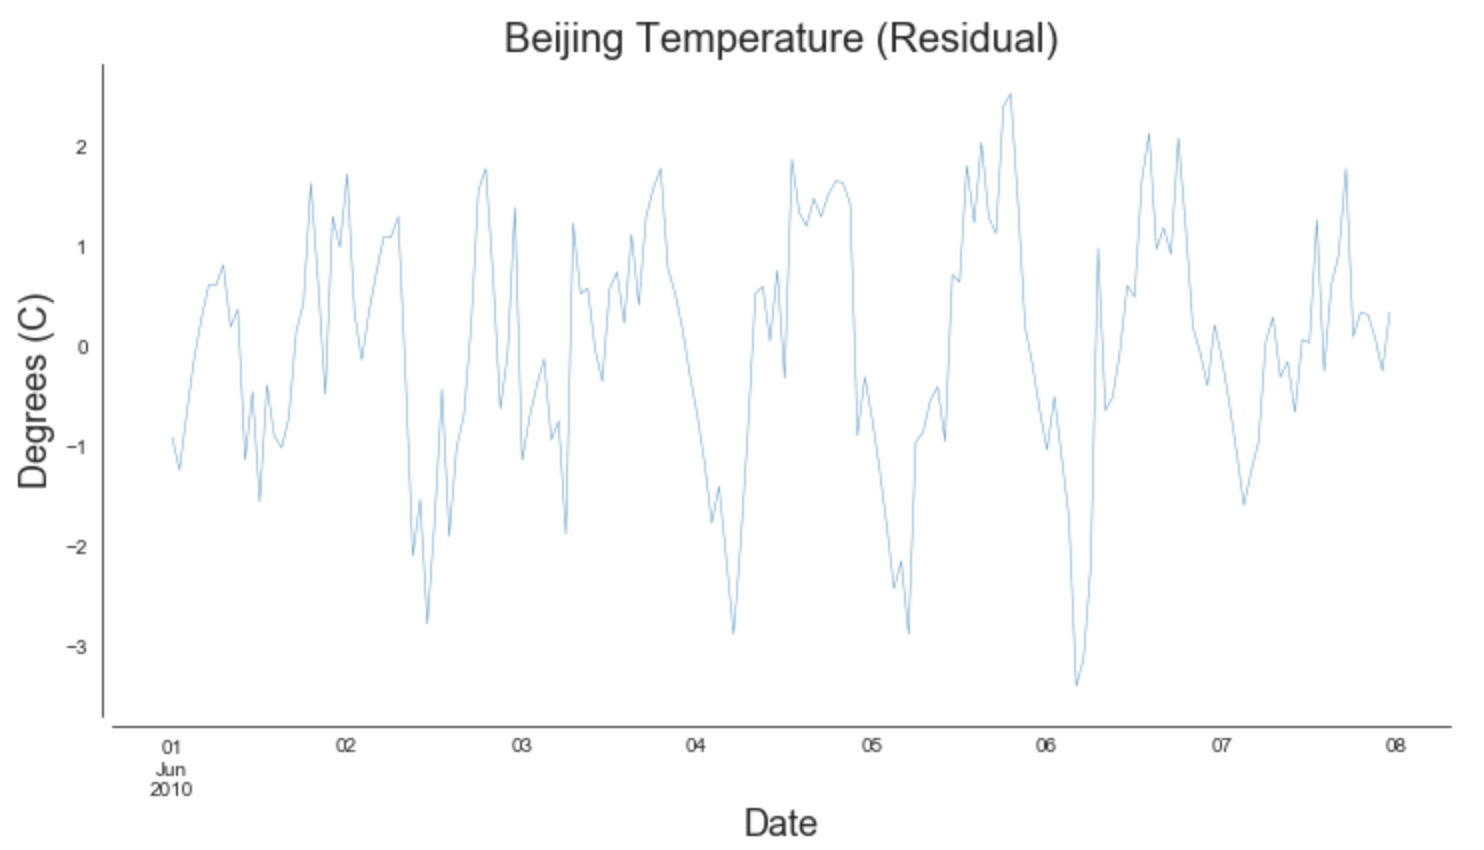 Beijing Temperature (Residual)
2
1
0
−1
−2
−3
Degrees (C)
01 02 03 04 05 06 07 08
Jun
2010
Date